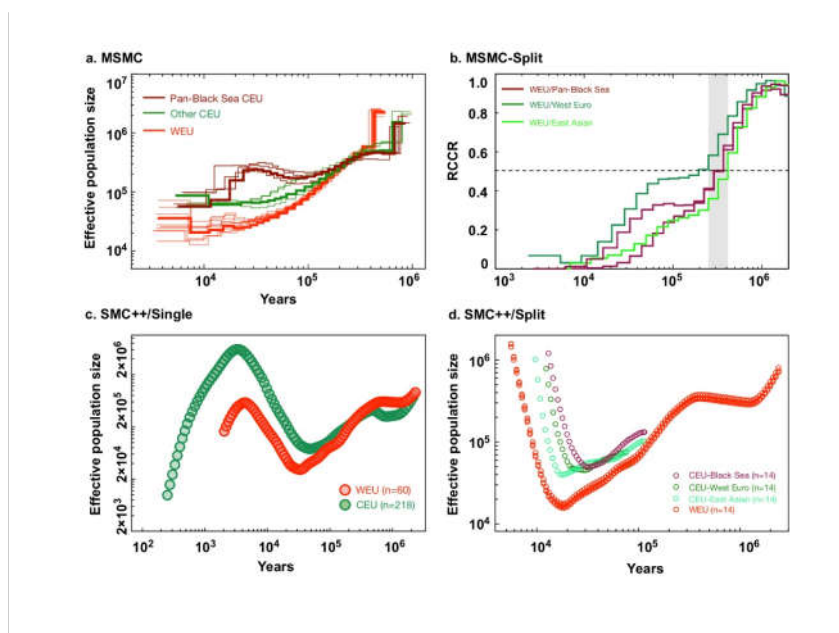 a. MSMC
Effective population size
10⁷
10⁶
10⁵
10⁴
Pan-Black Sea CEU
Other CEU
WEU
10⁴
10⁵
10⁶
Years
b. MSMC-Split
RCCR
1.0
0.8
0.6
0.4
0.2
0
WEU/Pan-Black Sea
WEU/West Euro
WEU/East Asian
10³
10⁴
10⁵
10⁶
Years
c. SMC++/Single
Effective population size
2×10⁶
2×10⁵
2×10⁴
2×10³
WEU (n=60)
CEU (n=218)
10²
10³
10⁴
10⁵
10⁶
Years
d. SMC++/Split
Effective population size
10⁶
10⁵
10⁴
CEU–Black Sea (n=14)
CEU–West Euro (n=14)
CEU–East Asian (n=14)
WEU (n=14)
10⁴
10⁵
10⁶
Years